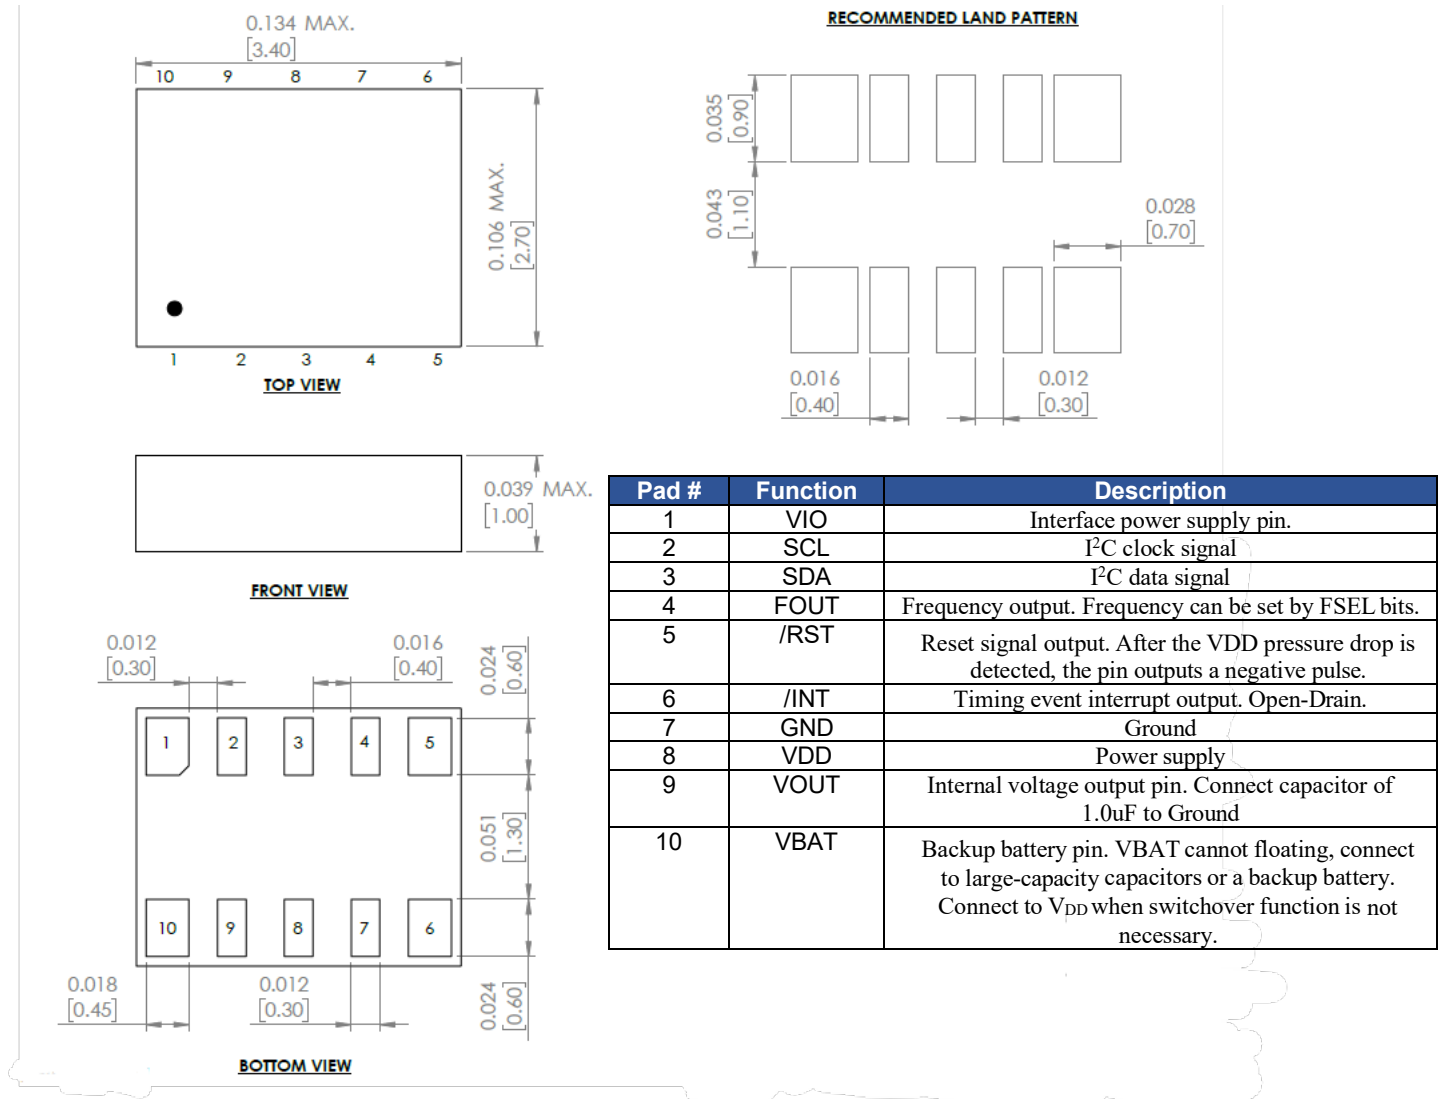 0.134 MAX.
[3.40]
10 9 8 7 6
0.106 MAX.
[2.70]
1 2 3 4 5
TOP VIEW
RECOMMENDED LAND PATTERN
0.035
[0.90]
0.043
[1.10]
0.028
[0.70]
0.016
[0.40]
0.012
[0.30]
0.039 MAX.
[1.00]
FRONT VIEW
0.012
[0.30]
0.016
[0.40]
0.024
[0.60]
1 2 3 4 5
0.051
[1.30]
10 9 8 7 6
0.018
[0.45]
0.012
[0.30]
0.024
[0.60]
BOTTOM VIEW
Pad # Function Description
1 VIO Interface power supply pin.
2 SCL I²C clock signal
3 SDA I²C data signal
4 FOUT Frequency output. Frequency can be set by FSEL bits.
5 /RST Reset signal output. After the VDD pressure drop is
detected, the pin outputs a negative pulse.
6 /INT Timing event interrupt output. Open-Drain.
7 GND Ground
8 VDD Power supply
9 VOUT Internal voltage output pin. Connect capacitor of
1.0uF to Ground
10 VBAT Backup battery pin. VBAT cannot floating, connect
to large-capacity capacitors or a backup battery.
Connect to VDD when switchover function is not
necessary.